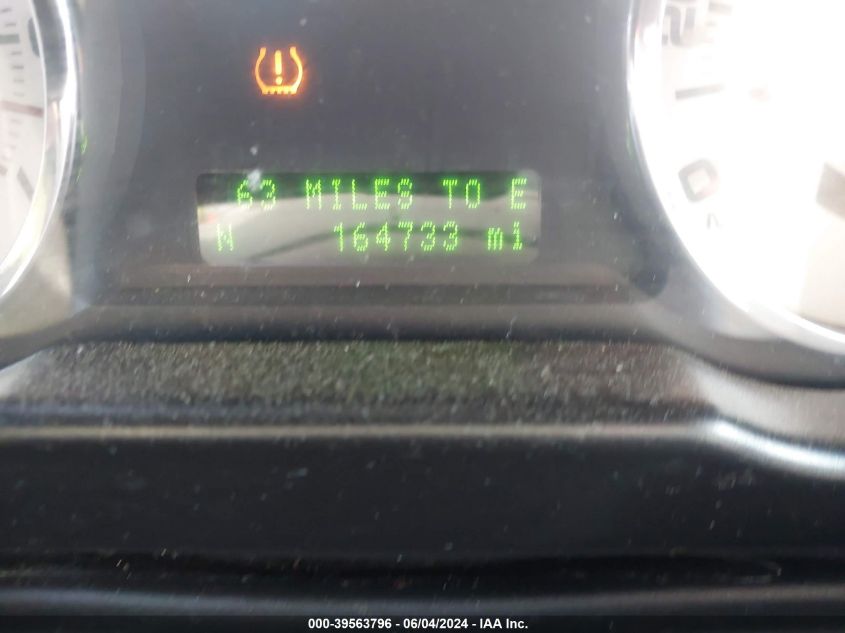 63 MILES TO E
N 164733 mi
000-39563796 - 06/04/2024 - IAA Inc.